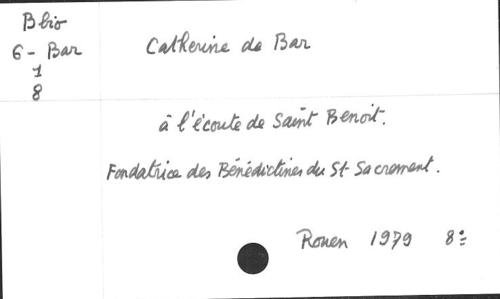 B bio
6 - Bar
1
8
Catherine de Bar
à l'écoute de Saint Benoit.
Fondatrice des Bénédictines du St-Sacrement.
Rouen 1979 8°